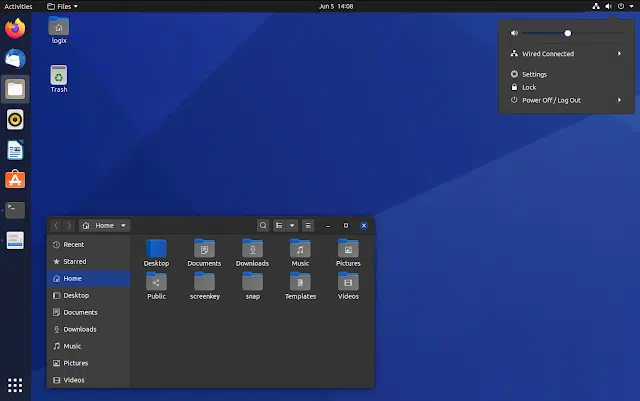 Activities
Files
Jun 5 14:08
logix
Trash
Wired Connected
Settings
Lock
Power Off / Log Out
Home
Recent
Starred
Home
Desktop
Documents
Downloads
Music
Pictures
Videos
Desktop Documents Downloads Music Pictures
Public screenkey snap Templates Videos